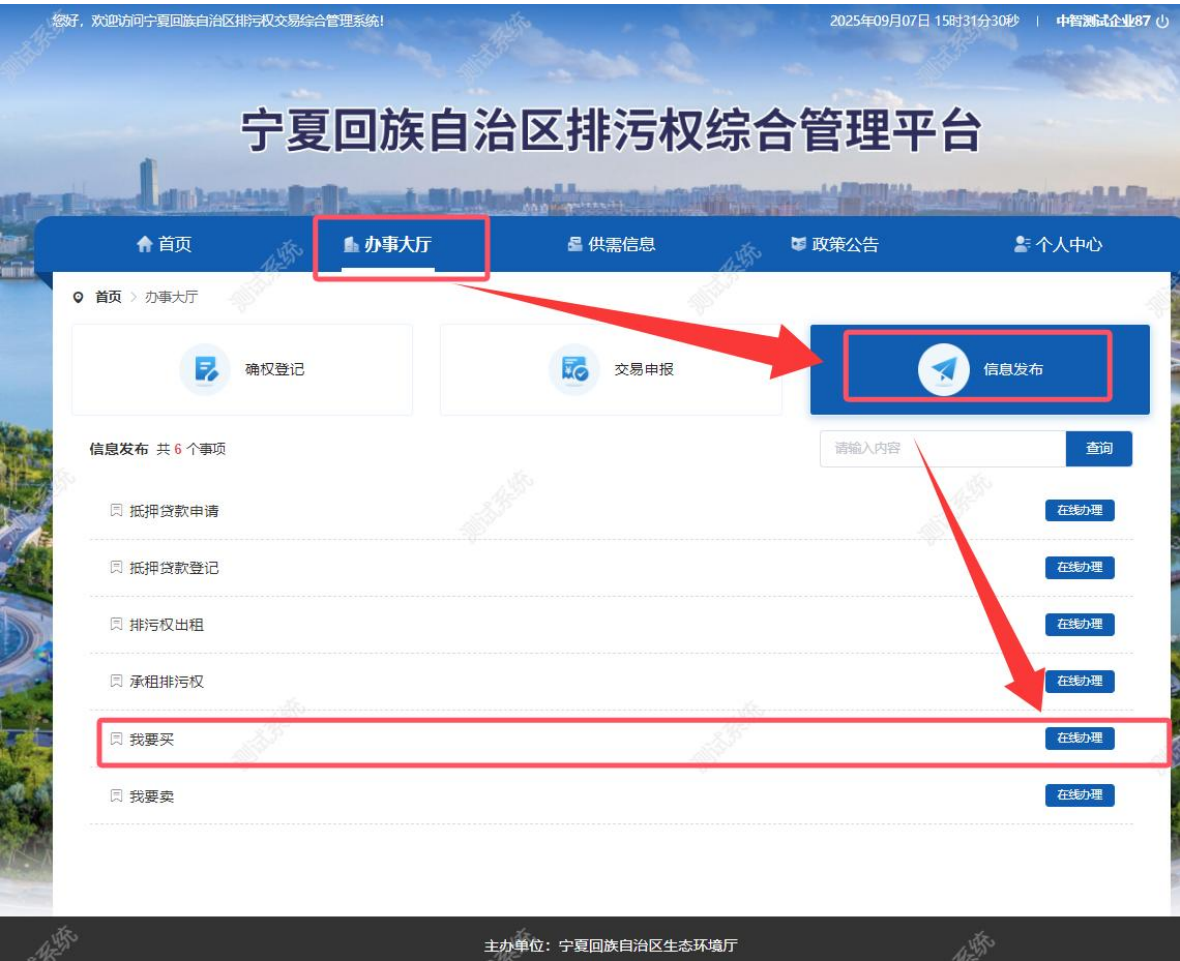 您好，欢迎访问宁夏回族自治区排污权交易综合管理系统!
2025年09月07日 15时31分30秒 | 中智测试企业87
宁夏回族自治区排污权综合管理平台
首页 办事大厅 供需信息 政策公告 个人中心
首页 > 办事大厅
确权登记 交易申报 信息发布
信息发布 共 6 个事项 请输入内容 查询
抵押贷款申请 在线办理
抵押贷款登记 在线办理
排污权出租 在线办理
承租排污权 在线办理
我要买 在线办理
我要卖 在线办理
主办单位：宁夏回族自治区生态环境厅
测试系统